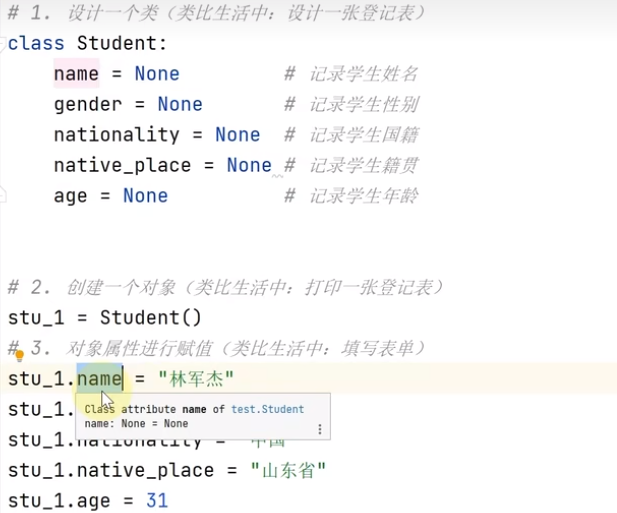 # 1. 设计一个类（类比生活中：设计一张登记表）
class Student:
    name = None         # 记录学生姓名
    gender = None       # 记录学生性别
    nationality = None  # 记录学生国籍
    native_place = None # 记录学生籍贯
    age = None          # 记录学生年龄
# 2. 创建一个对象（类比生活中：打印一张登记表）
stu_1 = Student()
# 3. 对象属性进行赋值（类比生活中：填写表单）
stu_1.name = "林军杰"
stu_1.
Class attribute name of test.Student
name: None = None
stu_1.nationality = "中国"
stu_1.native_place = "山东省"
stu_1.age = 31